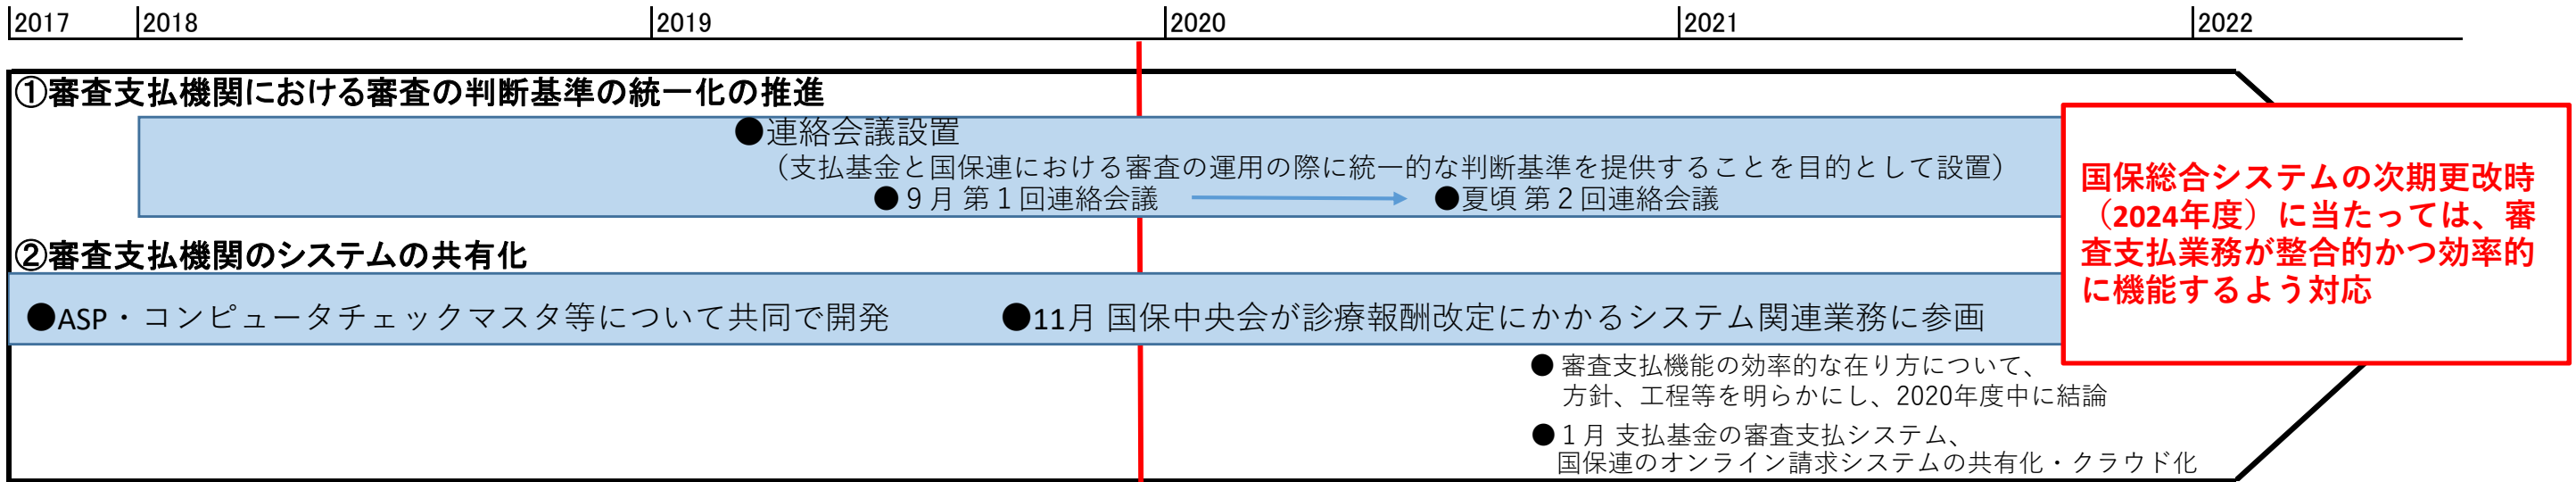 2017 2018 2019 2020 2021 2022
①審査支払機関における審査の判断基準の統一化の推進
●連絡会議設置
（支払基金と国保連における審査の運用の際に統一的な判断基準を提供することを目的として設置）
●９月 第１回連絡会議
●夏頃 第２回連絡会議
②審査支払機関のシステムの共有化
●ASP・コンピュータチェックマスタ等について共同で開発
●11月 国保中央会が診療報酬改定にかかるシステム関連業務に参画
● 審査支払機能の効率的な在り方について、
方針、工程等を明らかにし、2020年度中に結論
●１月 支払基金の審査支払システム、
国保連のオンライン請求システムの共有化・クラウド化
国保総合システムの次期更改時
（2024年度）に当たっては、審
査支払業務が整合的かつ効率的
に機能するよう対応